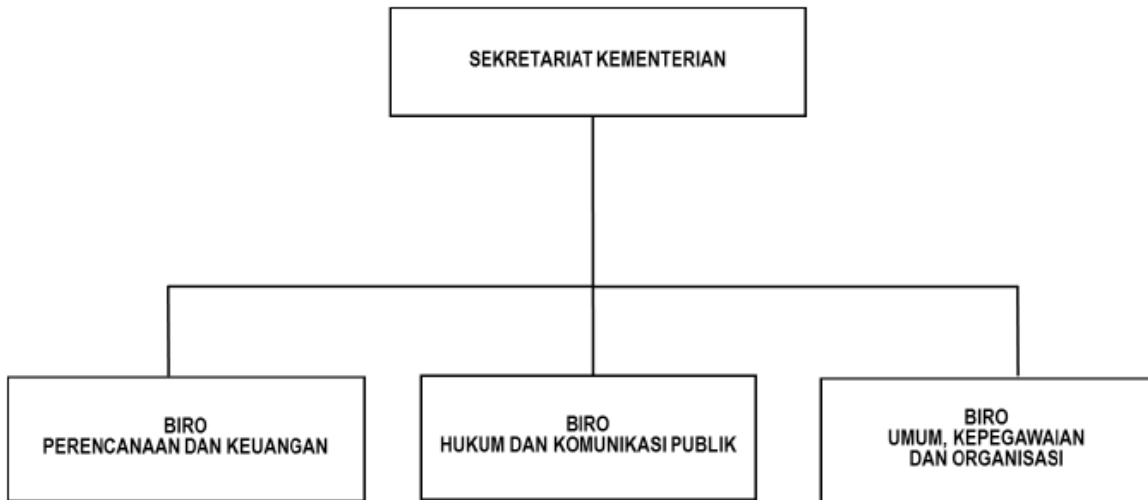 SEKRETARIAT KEMENTERIAN
BIRO
PERENCANAAN DAN KEUANGAN
BIRO
HUKUM DAN KOMUNIKASI PUBLIK
BIRO
UMUM, KEPEGAWAIAN
DAN ORGANISASI